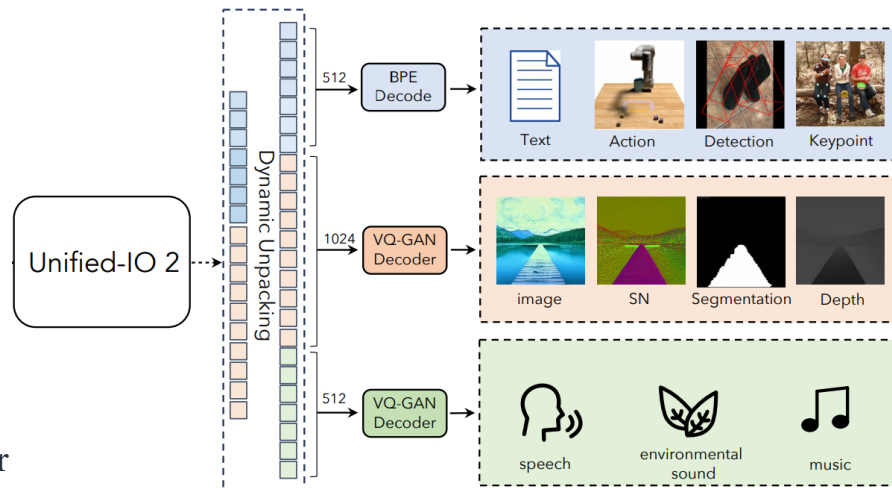 Unified-IO 2
Dynamic Unpacking
512
BPE
Decode
Text
Action
Detection
Keypoint
1024
VQ-GAN
Decoder
image
SN
Segmentation
Depth
512
VQ-GAN
Decoder
speech
environmental
sound
music
r